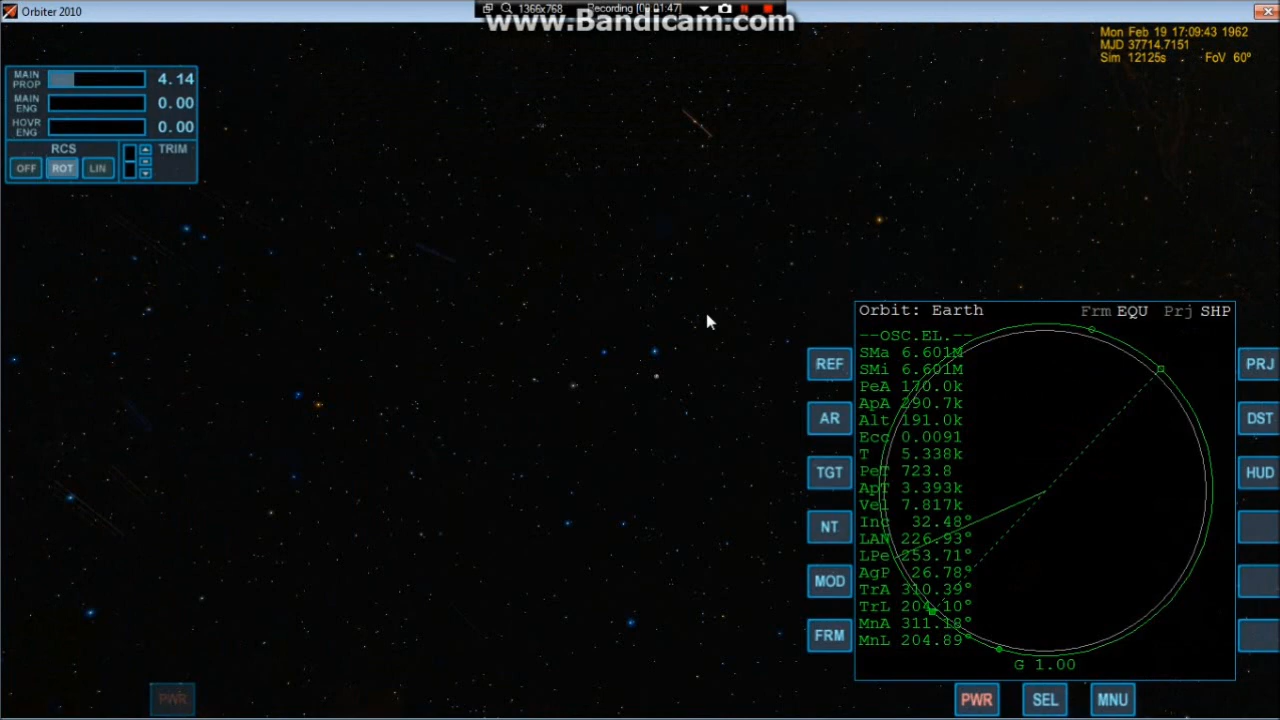 Orbiter 2010
1366x768
Recording [00:01:47]
www.Bandicam.com
Mon Feb 19 17:09:43 1962
MJD 37714.7151
Sim 12125s
FoV 60°
MAIN PROP 4.14
MAIN ENG 0.00
HOVR ENG 0.00
RCS
TRIM
OFF ROT LIN
Orbit: Earth Frm EQU Prj SHP
--OSC.EL.--
SMa 6.601M
SMi 6.601M
PeA 170.0k
ApA 290.7k
Alt 191.0k
Ecc 0.0091
T 5.338k
PeT 723.8
ApT 3.393k
Vel 7.817k
Inc 32.48°
LAN 226.93°
LPe 253.71°
AgP 26.78°
TrA 310.39°
TrL 204.10°
MnA 311.18°
MnL 204.89°
G 1.00
REF
AR
TGT
NT
MOD
FRM
PRJ
DST
HUD
PWR
PWR SEL MNU